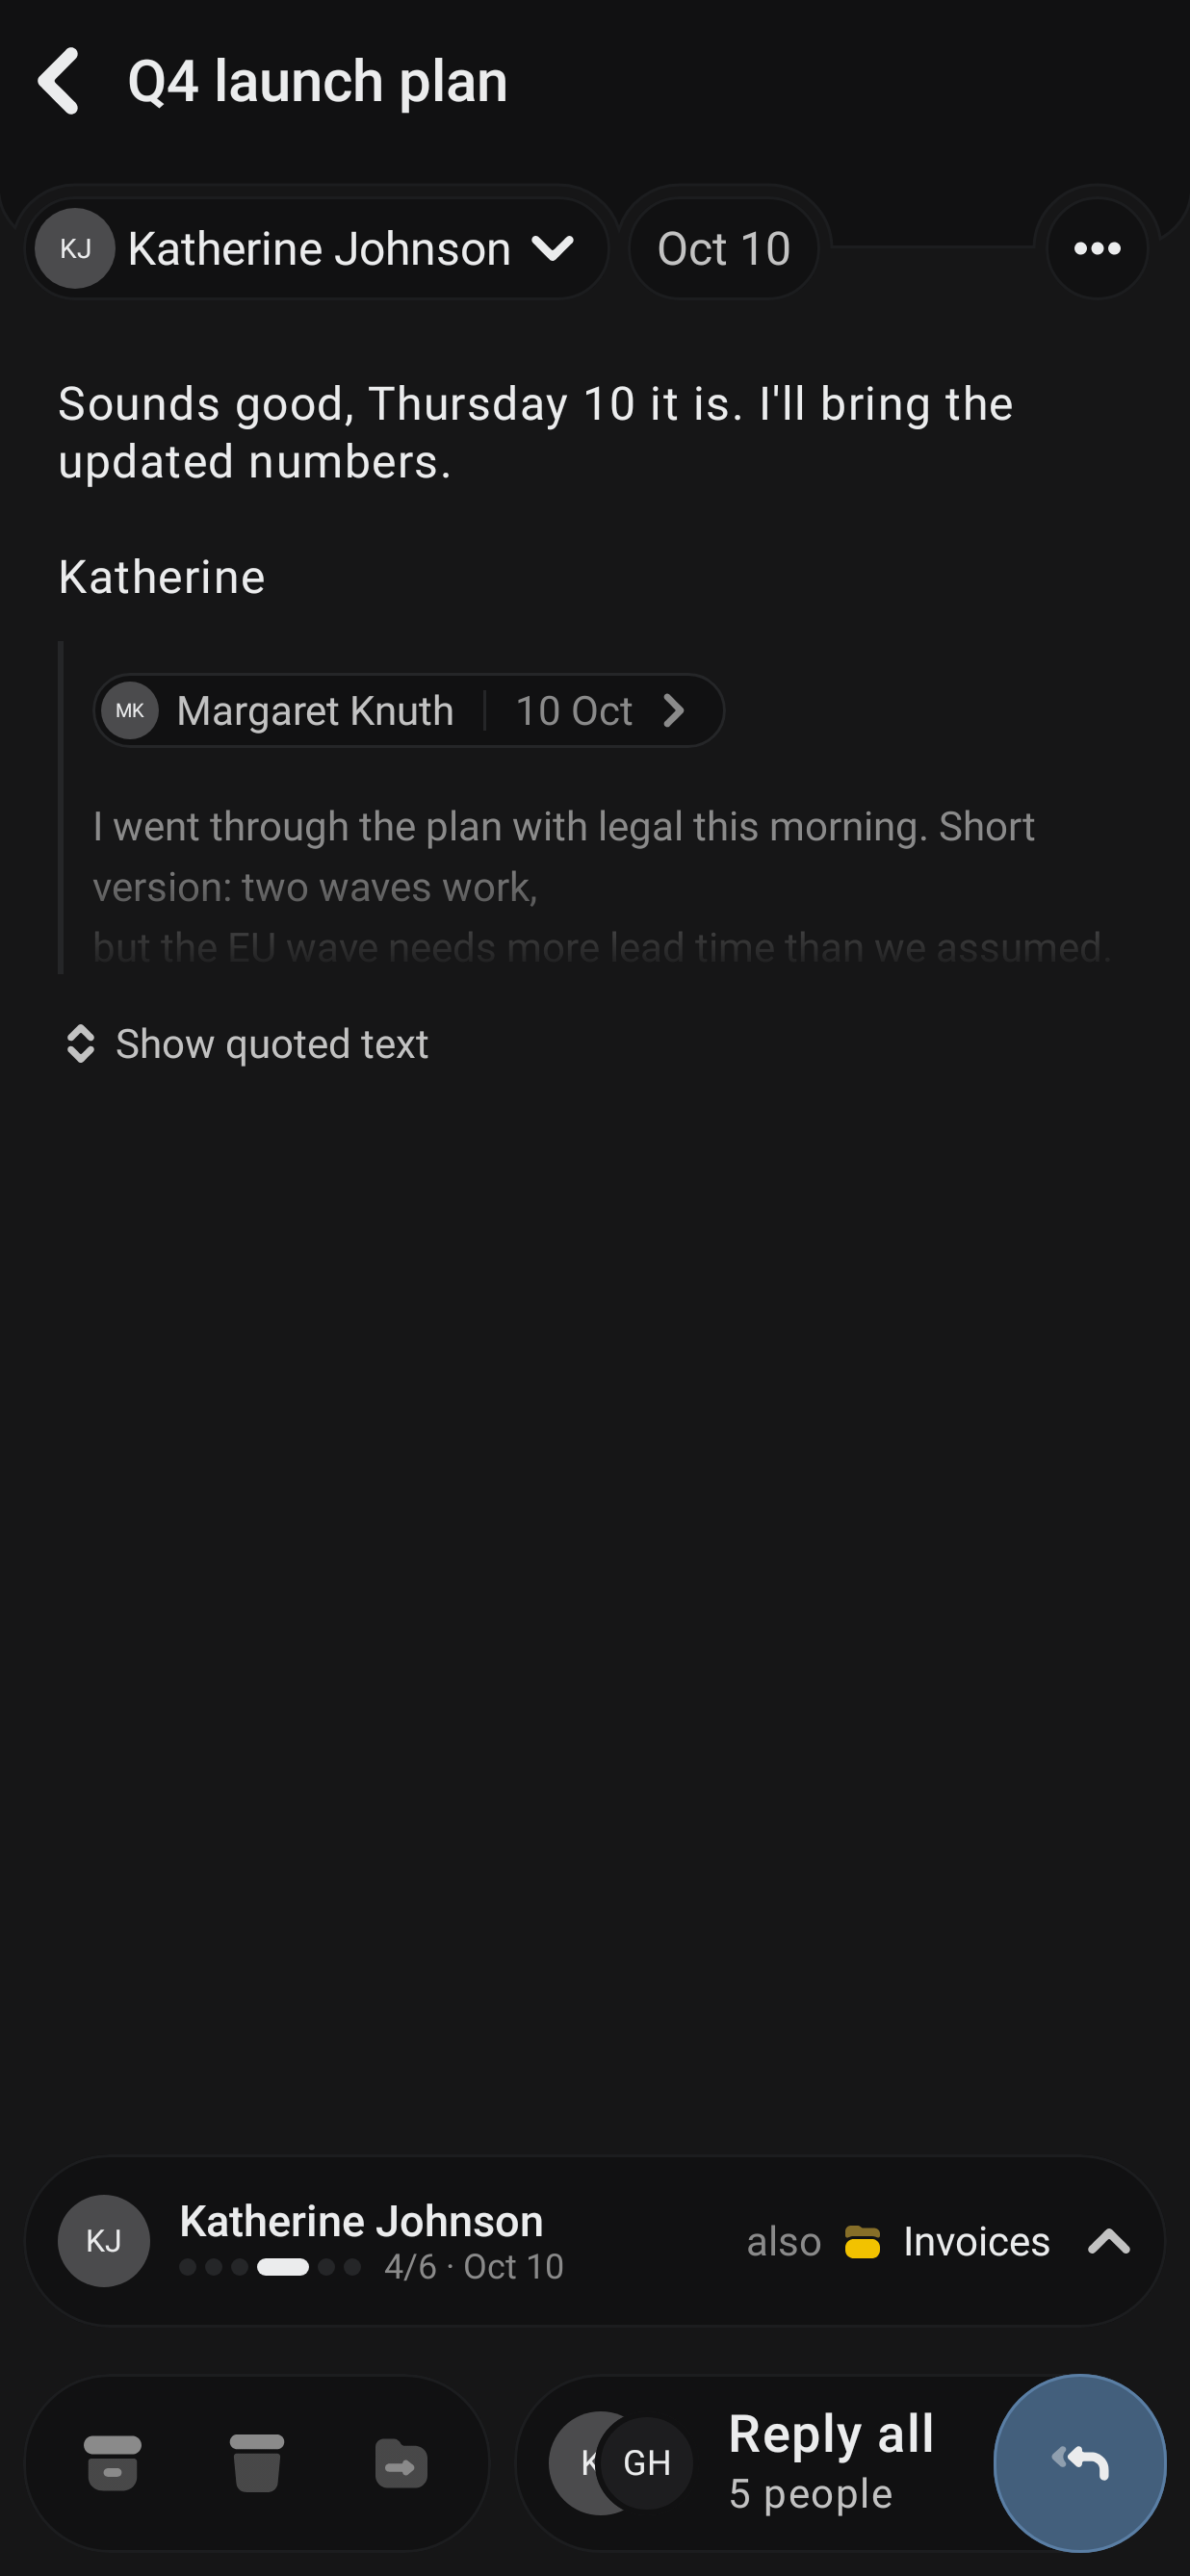 Q4 launch plan
KJ Katherine Johnson Oct 10
Sounds good, Thursday 10 it is. I'll bring the
updated numbers.
Katherine
MK Margaret Knuth 10 Oct
I went through the plan with legal this morning. Short
version: two waves work,
but the EU wave needs more lead time than we assumed.
Show quoted text
KJ Katherine Johnson
4/6 · Oct 10
also Invoices
GH
Reply all
5 people